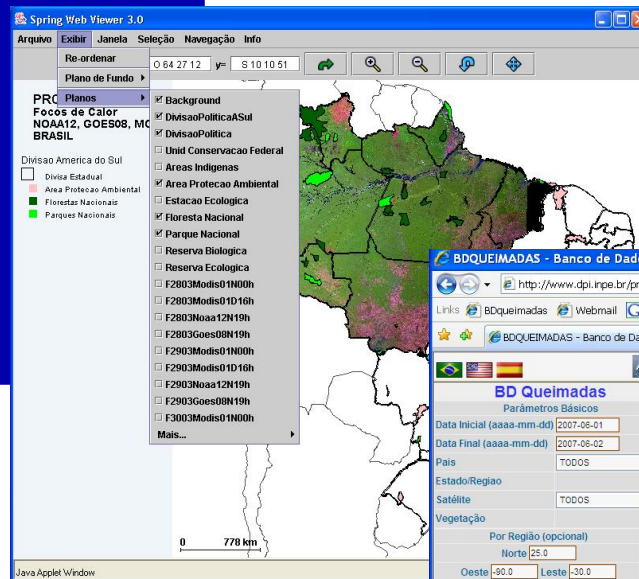 Spring Web Viewer 3.0
Arquivo Exibir Janela Seleção Navegação Info
Re-ordenar
Plano de Fundo
Planos
O 64 27 12 y= S 10 10 51
Background
DivisaoPoliticaASul
DivisaoPolitica
Unid Conservacao Federal
Areas Indigenas
Area Protecao Ambiental
Estacao Ecologica
Floresta Nacional
Parque Nacional
Reserva Biologica
Reserva Ecologica
F2803Modis01N00h
F2803Modis01D16h
F2803Noaa12N19h
F2803Goes08N19h
F2903Modis01N00h
F2903Modis01D16h
F2903Noaa12N19h
F2903Goes08N19h
F3003Modis01N00h
Mais...
Focos de Calor
NOAA12, GOES08,
BRASIL
Divisao America do Sul
Divisa Estadual
Area Protecao Ambiental
Florestas Nacionais
Parques Nacionais
0 778 km
Java Applet Window
BDQUEIMADAS - Banco de Dad
http://www.dpi.inpe.br/pr
Links BDqueimadas Webmail G
BDQUEIMADAS - Banco de Da
BD Queimadas
Parâmetros Básicos
Data Inicial (aaaa-mm-dd) 2007-06-01
Data Final (aaaa-mm-dd) 2007-06-02
Pais TODOS
Estado/Regiao
Satélite TODOS
Vegetação
Por Região (opcional)
Norte 25.0
Oeste -90.0 Leste -30.0